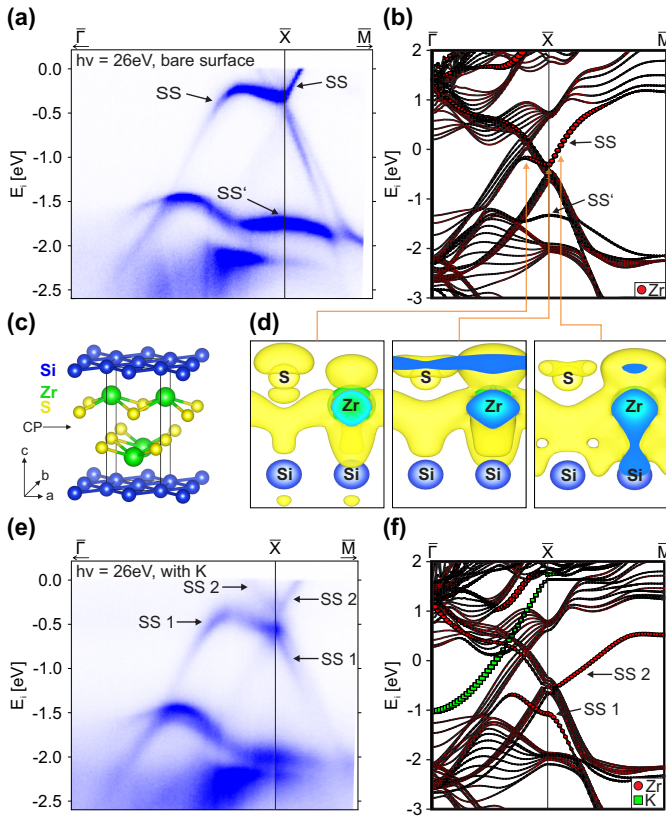 (a)
Γ̅ X̅ M̅
hν = 26eV, bare surface
SS
SS
SS‘
0.0
-0.5
-1.0
-1.5
-2.0
-2.5
Eᵢ [eV]
(b)
Γ̅ X̅ M̅
2
1
0
-1
-2
-3
Eᵢ [eV]
SS
SS‘
Zr
(c)
Si
Zr
S
CP
c
b
a
(d)
S
Zr
Si Si
S
Zr
Si Si
S
Zr
Si Si
(e)
Γ̅ X̅ M̅
hν = 26eV, with K
SS 2
SS 2
SS 1
SS 1
0.0
-0.5
-1.0
-1.5
-2.0
-2.5
Eᵢ [eV]
(f)
Γ̅ X̅ M̅
2
1
0
-1
-2
-3
Eᵢ [eV]
SS 2
SS 1
Zr
K